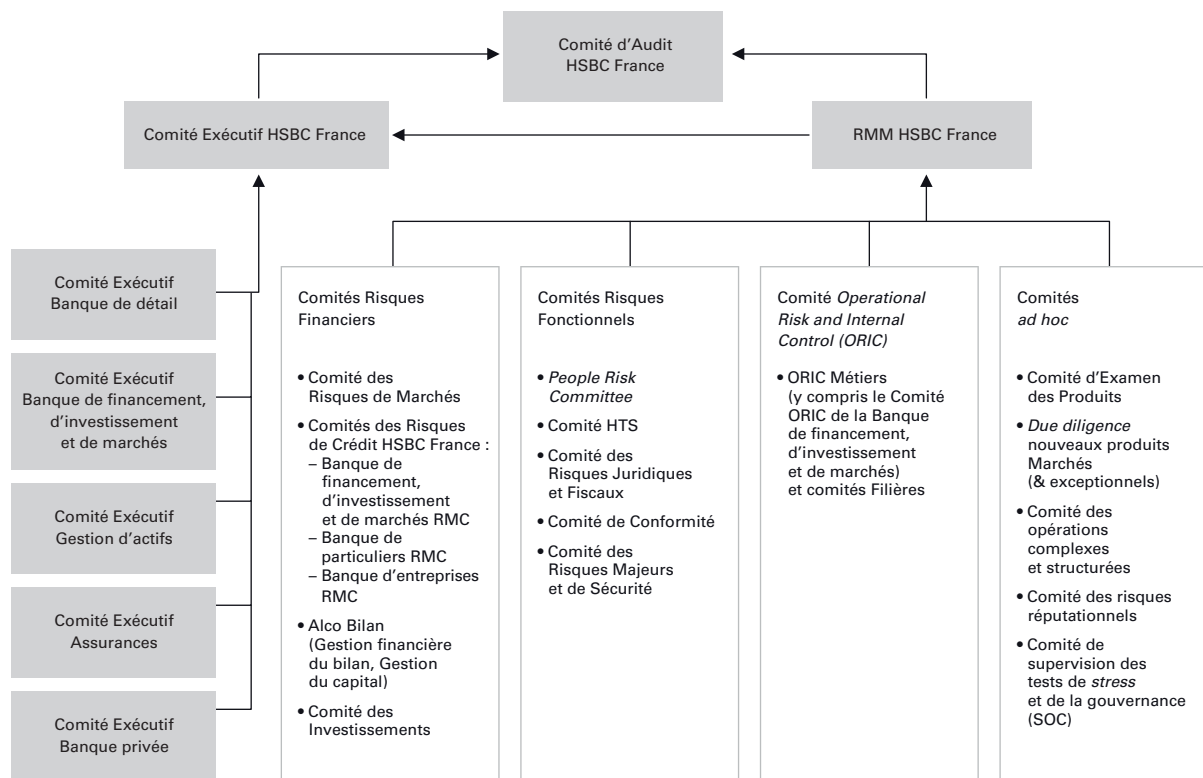 Comité d'Audit
HSBC France
Comité Exécutif HSBC France
RMM HSBC France
Comité Exécutif
Banque de détail
Comité Exécutif
Banque de financement,
d'investissement
et de marchés
Comité Exécutif
Gestion d'actifs
Comité Exécutif
Assurances
Comité Exécutif
Banque privée
Comités Risques
Financiers
• Comité des
Risques de Marchés
• Comités des Risques
de Crédit HSBC France :
– Banque de
financement,
d'investissement
et de marchés RMC
– Banque de
particuliers RMC
– Banque d'entreprises
RMC
• Alco Bilan
(Gestion financière
du bilan, Gestion
du capital)
• Comité des
Investissements
Comités Risques
Fonctionnels
• People Risk
Committee
• Comité HTS
• Comité des
Risques Juridiques
et Fiscaux
• Comité de Conformité
• Comité des
Risques Majeurs
et de Sécurité
Comité Operational
Risk and Internal
Control (ORIC)
• ORIC Métiers
(y compris le Comité
ORIC de la Banque
de financement,
d'investissement
et de marchés)
et comités Filières
Comités
ad hoc
• Comité d'Examen
des Produits
• Due diligence
nouveaux produits
Marchés
(& exceptionnels)
• Comité des
opérations
complexes
et structurées
• Comité des risques
réputationnels
• Comité de
supervision des
tests de stress
et de la gouvernance
(SOC)